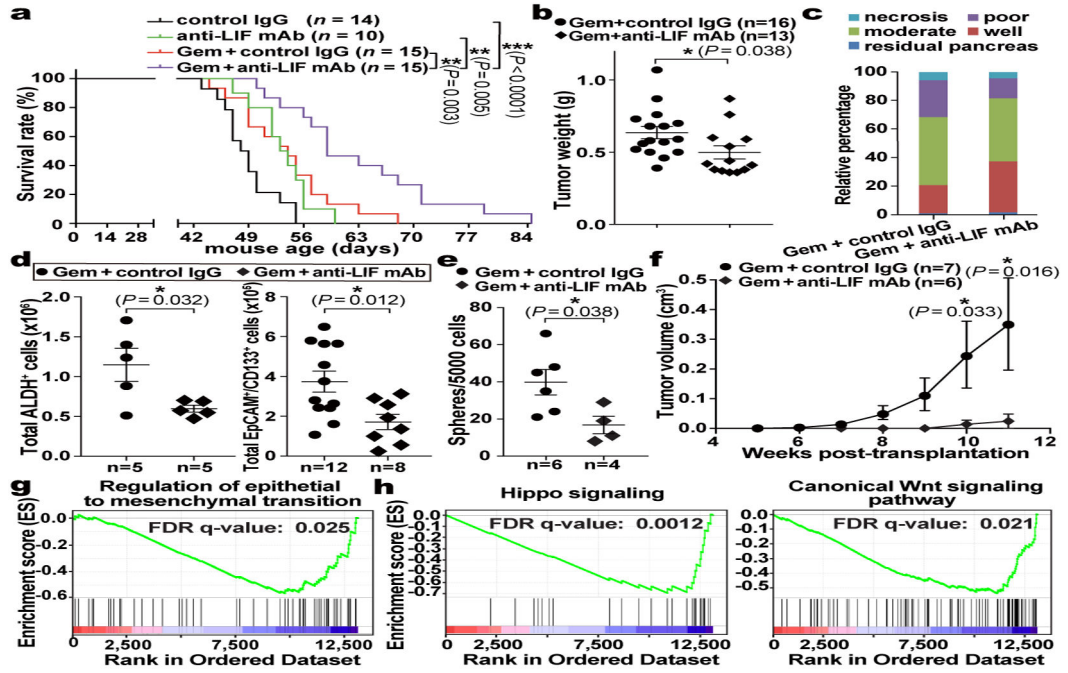 a
control IgG (n = 14)
anti-LIF mAb (n = 10)
Gem + control IgG (n = 15)
Gem + anti-LIF mAb (n = 15)
**
(P = 0.003)
**
(P = 0.005)
***
(P < 0.0001)
Survival rate (%)
100
80
60
40
20
0
0 14 28 42 49 56 63 70 77 84
mouse age (days)
b
Gem+control IgG (n=16)
Gem+anti-LIF mAb (n=13)
* (P = 0.038)
Tumor weight (g)
1.0
0.5
0.0
c
necrosis
poor
moderate
well
residual pancreas
Relative percentage
100
80
60
40
20
0
Gem + control IgG
Gem + anti-LIF mAb
d
Gem + control IgG
Gem + anti-LIF mAb
Total ALDH⁺ cells (x10⁶)
2.0
1.5
1.0
0.5
0.0
*
(P = 0.032)
n=5 n=5
Total EpCAM⁺/CD133⁺ cells (x10⁶)
8
6
4
2
0
*
(P = 0.012)
n=12 n=8
e
Gem + control IgG
Gem + anti-LIF mAb
Spheres/5000 cells
80
60
40
20
0
*
(P = 0.038)
n=6 n=4
f
Gem + control IgG (n=7)
Gem + anti-LIF mAb (n=6)
*
(P = 0.016)
*
(P = 0.033)
Tumor volume (cm³)
0.5
0.4
0.3
0.2
0.1
0
4 6 8 10 12
Weeks post-transplantation
g
Regulation of epithetial
to mesenchymal transition
FDR q-value: 0.025
Enrichment score (ES)
0.0
-0.2
-0.4
-0.6
0 2,500 7,500 12,500
Rank in Ordered Dataset
h
Hippo signaling
FDR q-value: 0.0012
Enrichment score (ES)
0.0
-0.1
-0.2
-0.3
-0.4
-0.5
-0.6
-0.7
0 2,500 7,500 12,500
Rank in Ordered Dataset
Canonical Wnt signaling
pathway
FDR q-value: 0.021
0.0
-0.1
-0.2
-0.3
-0.4
-0.5
0 2,500 7,500 12,500
Rank in Ordered Dataset